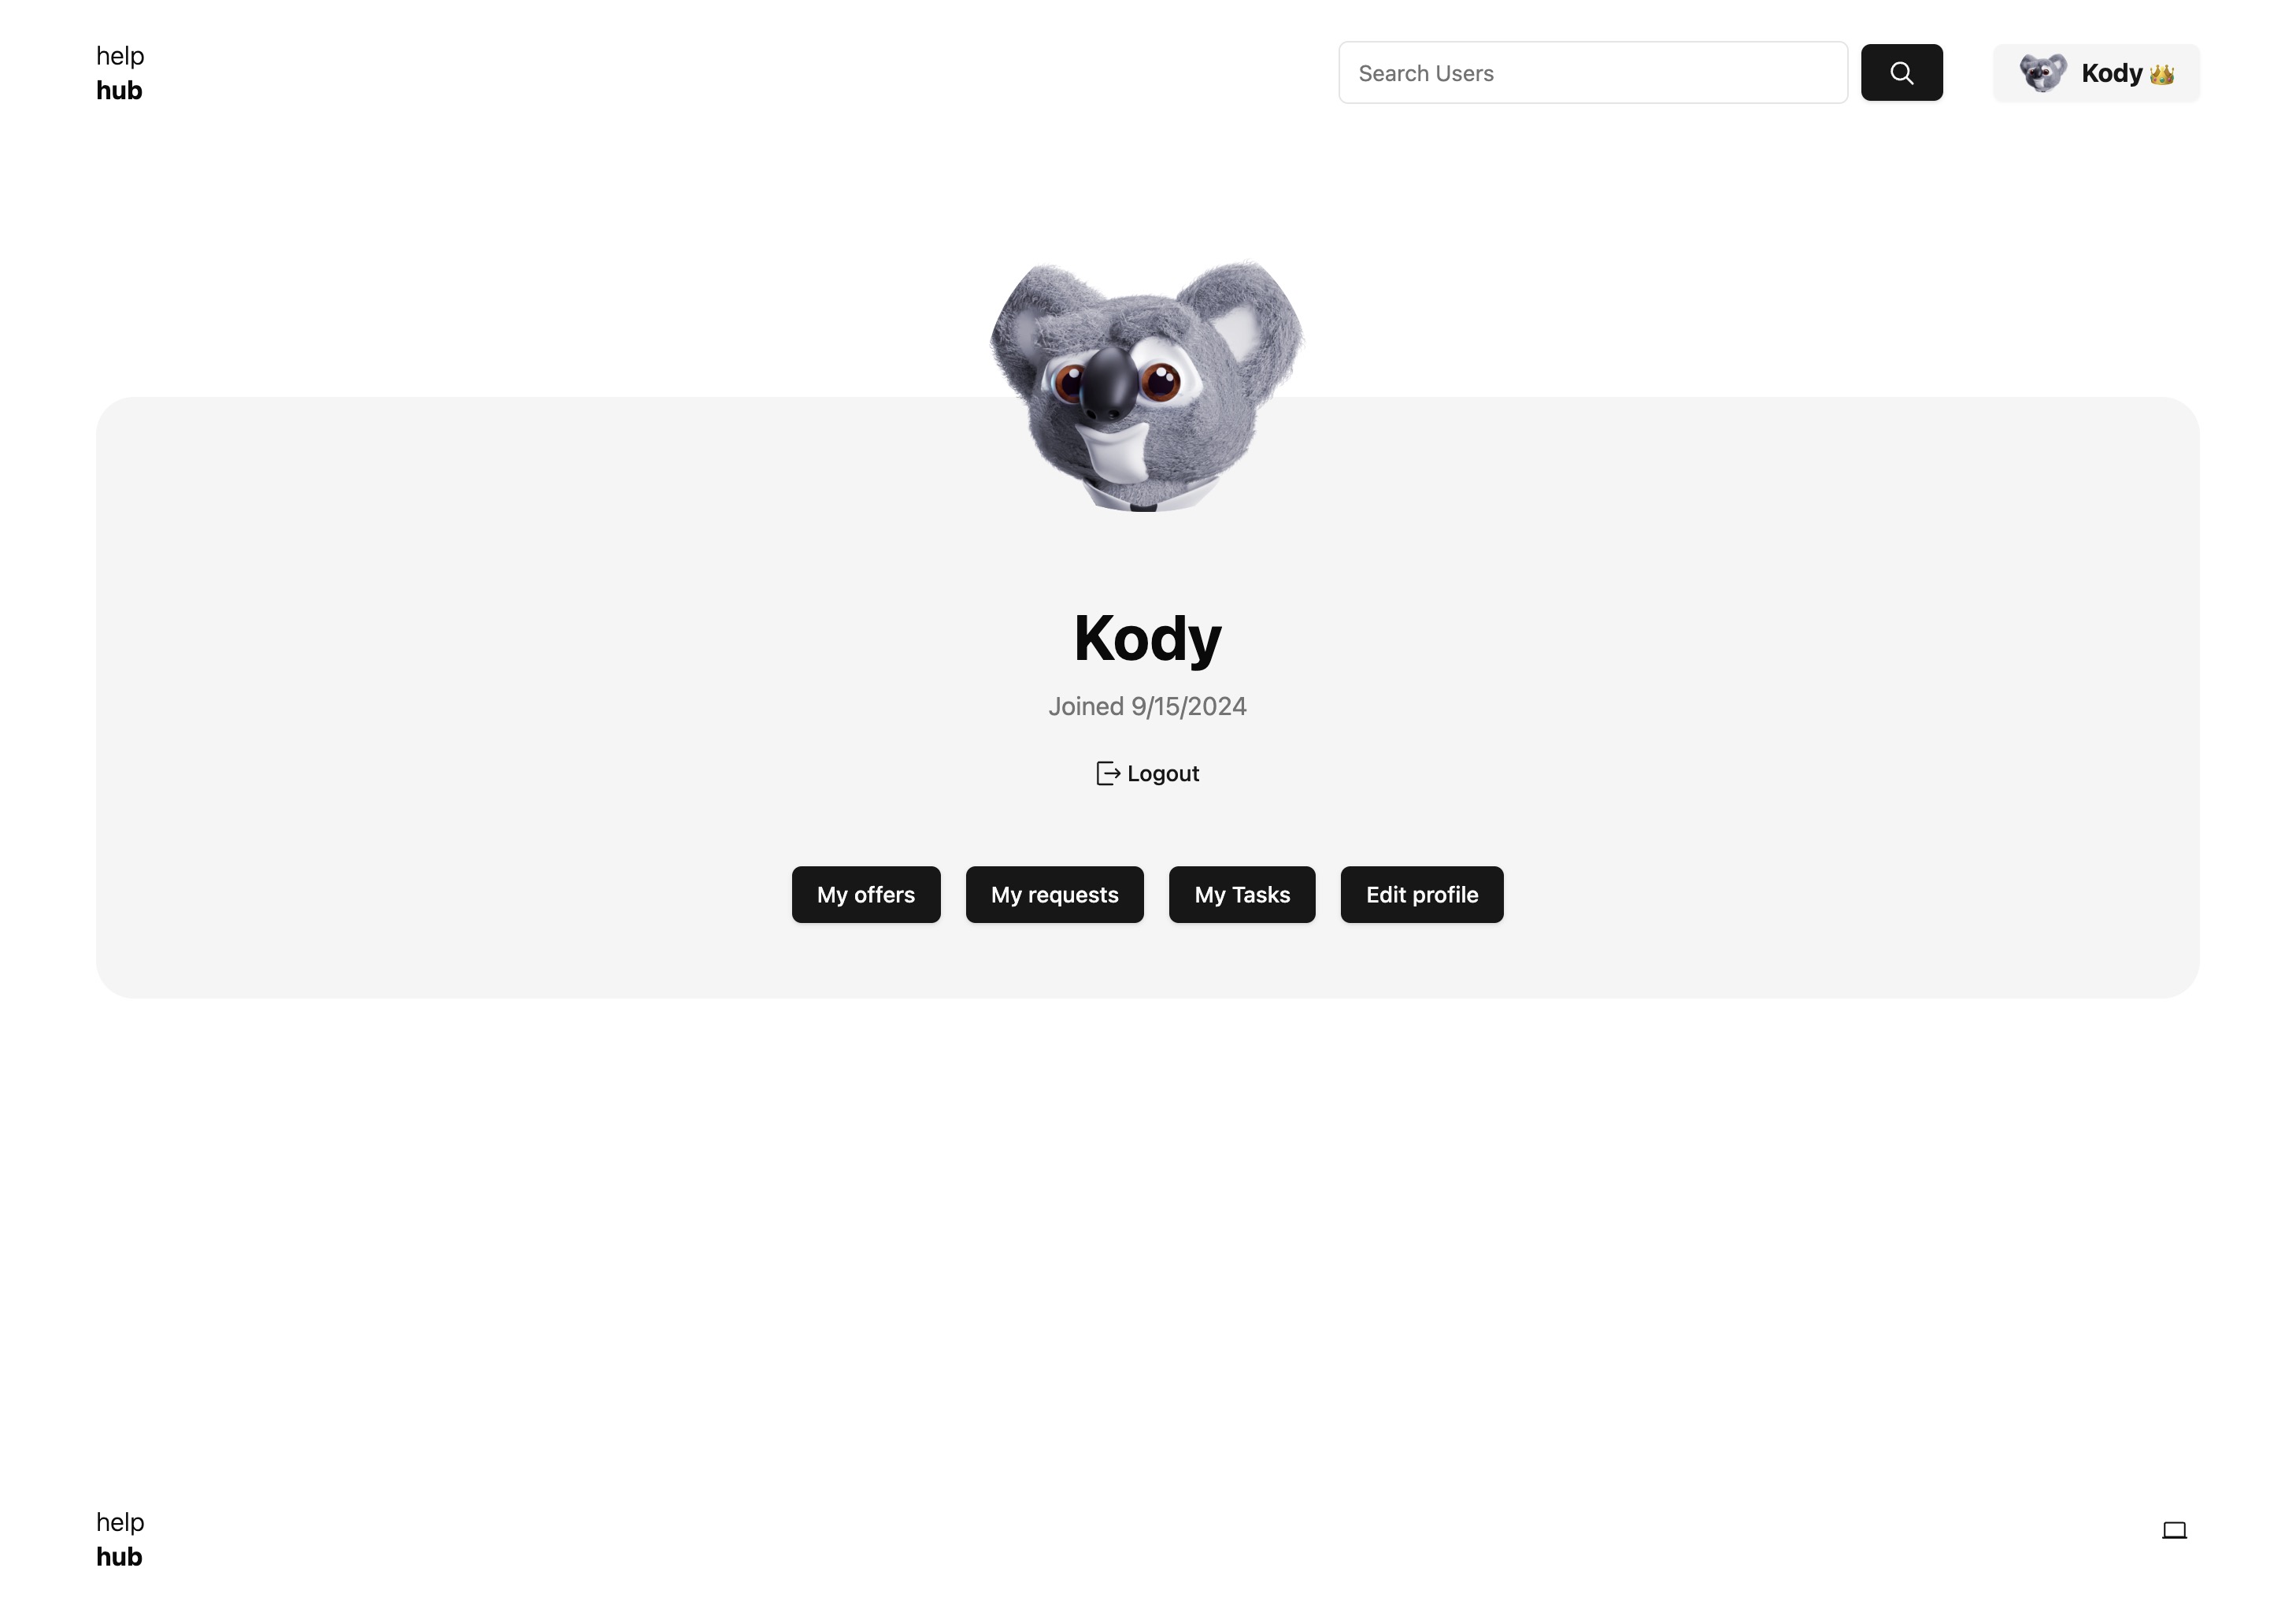 help
hub
Search Users
Kody 👑
Kody
Joined 9/15/2024
Logout
My offers
My requests
My Tasks
Edit profile
help
hub